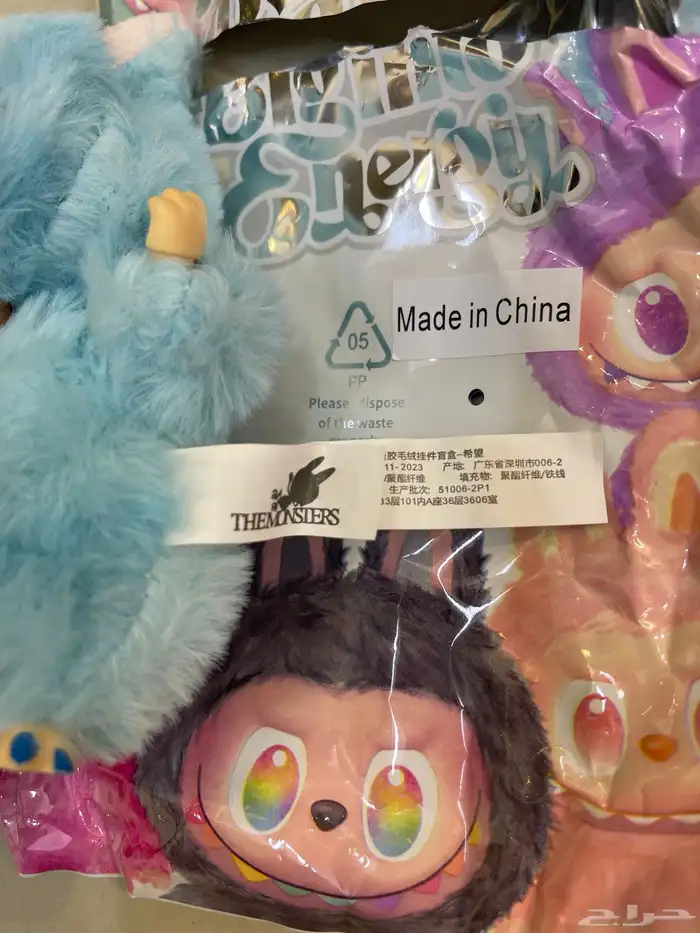 Energy
05
Made in China
PP
Please dispose
of the waste
胶毛绒挂件盲盒-希望
11-2023 产地: 广东省深圳市006-2
/聚酯纤维 填充物: 聚酯纤维/铁线
生产批次: 51006-2P1
33层101内A座36层3606室
THEMONSTERS
حراج